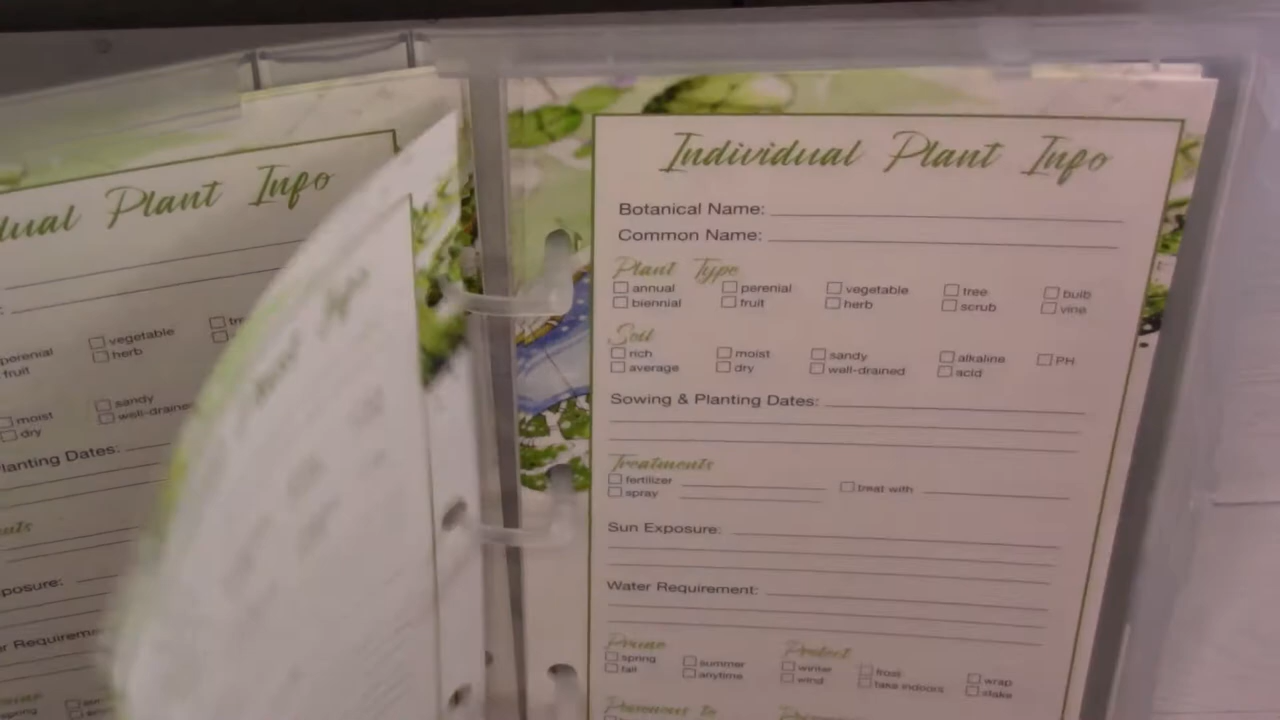 dual Plant Info
perenial
vegetable
fruit
herb
moist
sandy
dry
well-drained
Planting Dates:
posure:
r Requirement
Individual Plant Info
Botanical Name:
Common Name:
Plant Type
annual perenial vegetable tree bulb
biennial fruit herb scrub vine
Soil
rich moist sandy alkaline PH
average dry well-drained acid
Sowing & Planting Dates:
Treatments
fertilizer treat with
spray
Sun Exposure:
Water Requirement:
Prune Protect
spring summer winter frost wrap
fall anytime wind take indoors stake